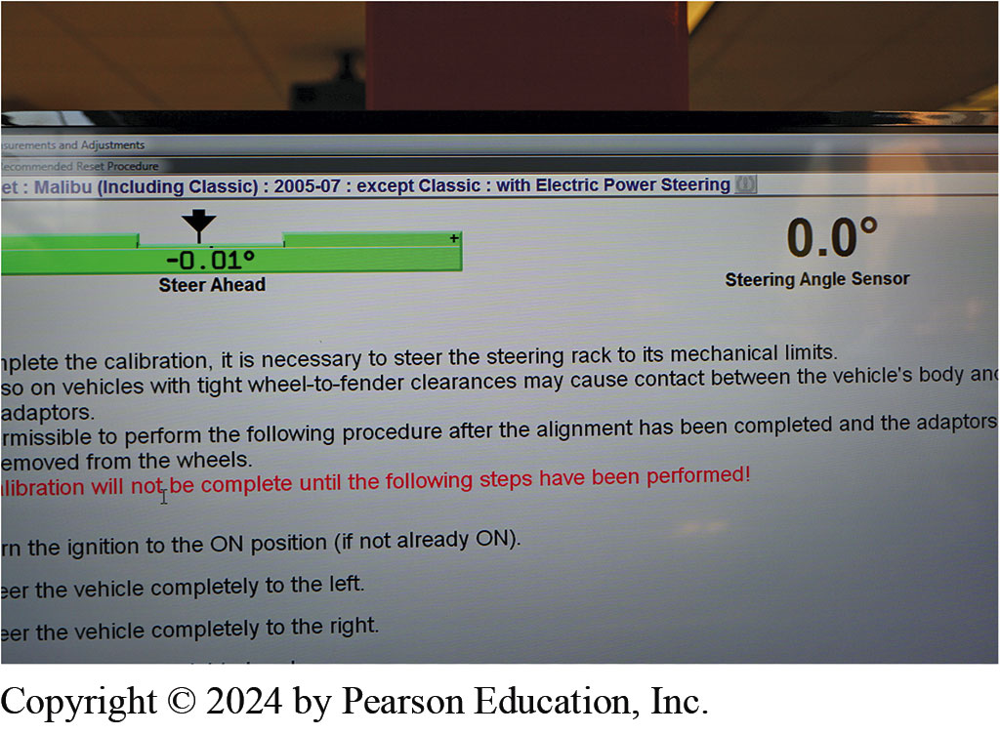 surements and Adjustments
ecommended Reset Procedure
et : Malibu (Including Classic) : 2005-07 : except Classic : with Electric Power Steering
+
-0.01°
Steer Ahead
0.0°
Steering Angle Sensor
nplete the calibration, it is necessary to steer the steering rack to its mechanical limits.
so on vehicles with tight wheel-to-fender clearances may cause contact between the vehicle's body and
adaptors.
rmissible to perform the following procedure after the alignment has been completed and the adaptors
emoved from the wheels.
alibration will not be complete until the following steps have been performed!
rn the ignition to the ON position (if not already ON).
eer the vehicle completely to the left.
eer the vehicle completely to the right.
Copyright © 2024 by Pearson Education, Inc.